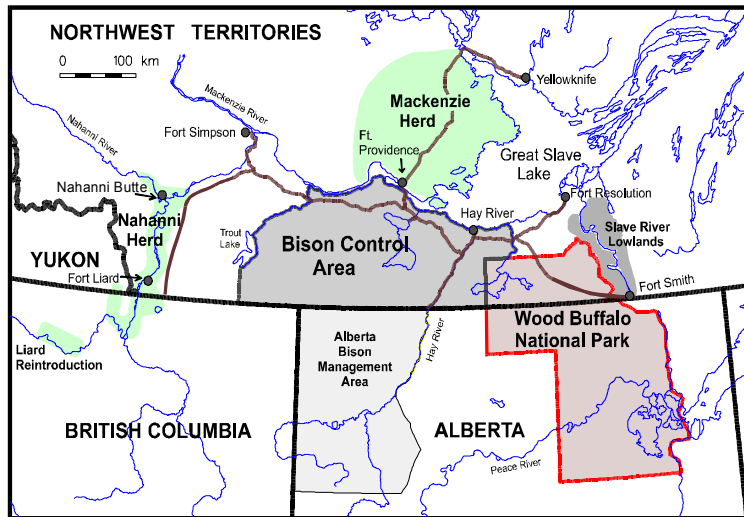 NORTHWEST TERRITORIES
0 100
km
Yellowknife
Mackenzie River
Mackenzie
Herd
Nahanni River
Fort Simpson
Ft.
Providence
Great Slave
Lake
Nahanni Butte
Fort Resolution
Nahanni
Herd
Hay River
Slave River
Lowlands
Trout
Lake
Bison Control
Area
YUKON
Fort Liard
Fort Smith
Wood Buffalo
National Park
Hay River
Alberta
Bison
Management
Area
Liard
Reintroduction
BRITISH COLUMBIA
ALBERTA
Peace River